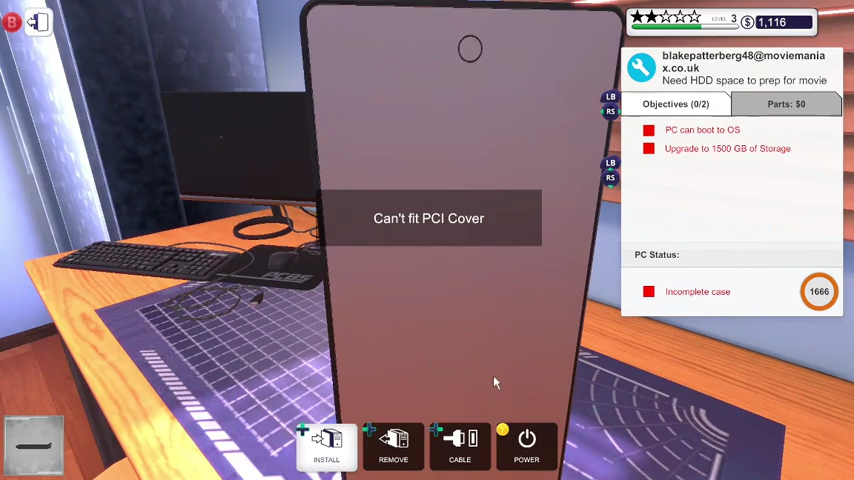 B
LEVEL 3
$ 1,116
blakepatterberg48@moviemania
x.co.uk
Need HDD space to prep for movie
Objectives (0/2)
Parts: $0
LB
RS
PC can boot to OS
Upgrade to 1500 GB of Storage
LB
RS
Can't fit PCI Cover
PC Status:
Incomplete case
1666
INSTALL
REMOVE
CABLE
POWER